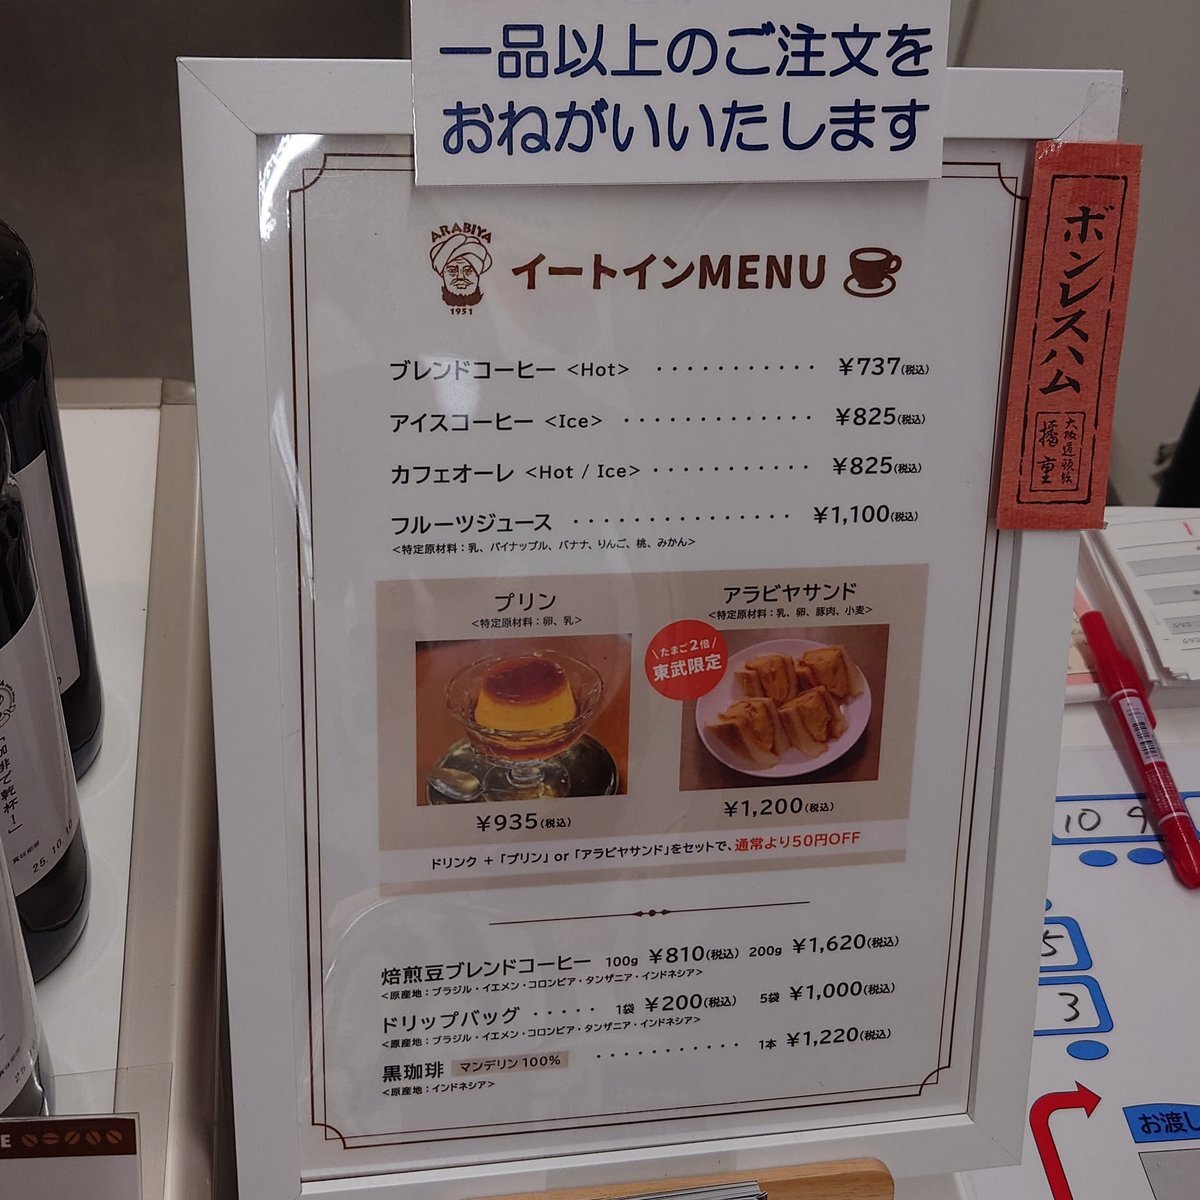 一品以上のご注文を
おねがいいたします
ARABIYA
1951
イートインMENU
ブレンドコーヒー <Hot> ・・・・・・・・・・・ ¥737(税込)
アイスコーヒー <Ice> ・・・・・・・・・・・・・ ¥825(税込)
カフェオーレ <Hot / Ice> ・・・・・・・・・・・ ¥825(税込)
フルーツジュース ・・・・・・・・・・・・・・・ ¥1,100(税込)
<特定原材料：乳、パイナップル、バナナ、りんご、桃、みかん>
プリン
<特定原材料：卵、乳>
¥935(税込)
アラビヤサンド
<特定原材料：乳、卵、豚肉、小麦>
\たまご2倍/
東武限定
¥1,200(税込)
ドリンク + 「プリン」 or 「アラビヤサンド」をセットで、通常より50円OFF
焙煎豆ブレンドコーヒー 100g ¥810(税込) 200g ¥1,620(税込)
<原産地：ブラジル・イエメン・コロンビア・タンザニア・インドネシア>
ドリップバッグ ・・・・・ 1袋 ¥200(税込) 5袋 ¥1,000(税込)
<原産地：ブラジル・イエメン・コロンビア・タンザニア・インドネシア>
黒珈琲 マンデリン100% ・・・・・・・・・・・ 1本 ¥1,220(税込)
<原産地：インドネシア>
ボンレスハム
大阪道頓堀
播重
「珈琲で乾杯！」
賞味期限
25.10.10
10 9
5
3
お渡し